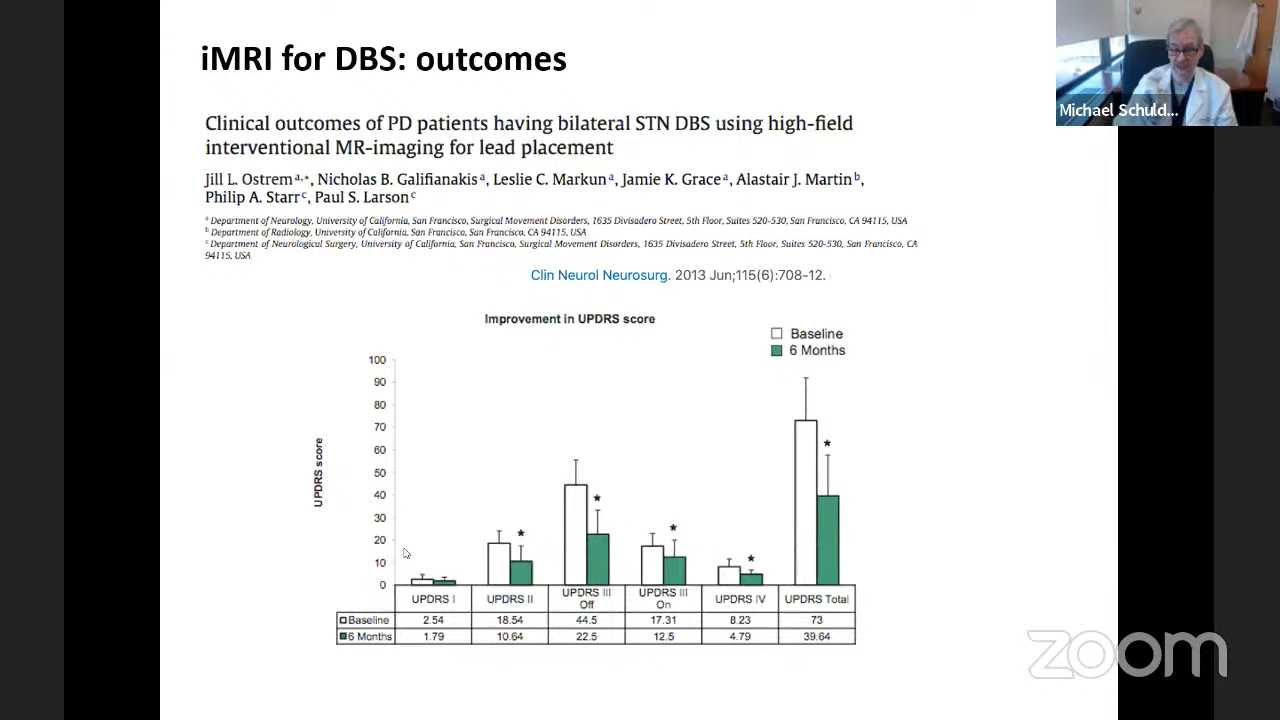 iMRI for DBS: outcomes
Michael Schuld...
Clinical outcomes of PD patients having bilateral STN DBS using high-field
interventional MR-imaging for lead placement
Jill L. Ostrem a,*, Nicholas B. Galifianakis a, Leslie C. Markun a, Jamie K. Grace a, Alastair J. Martin b,
Philip A. Starr c, Paul S. Larson c
a Department of Neurology, University of California, San Francisco, Surgical Movement Disorders, 1635 Divisadero Street, 5th Floor, Suites 520-530, San Francisco, CA 94115, USA
b Department of Radiology, University of California, San Francisco, San Francisco, CA 94115, USA
c Department of Neurological Surgery, University of California, San Francisco, Surgical Movement Disorders, 1635 Divisadero Street, 5th Floor, Suites 520-530, San Francisco, CA
94115, USA
Clin Neurol Neurosurg. 2013 Jun;115(6):708-12.
Improvement in UPDRS score
Baseline
6 Months
UPDRS score
100
90
80
70
60
50
40
30
20
10
0
* * * * *
UPDRS I UPDRS II UPDRS III Off UPDRS III On UPDRS IV UPDRS Total
Baseline 2.54 18.54 44.5 17.31 8.23 73
6 Months 1.79 10.64 22.5 12.5 4.79 39.64
zoom